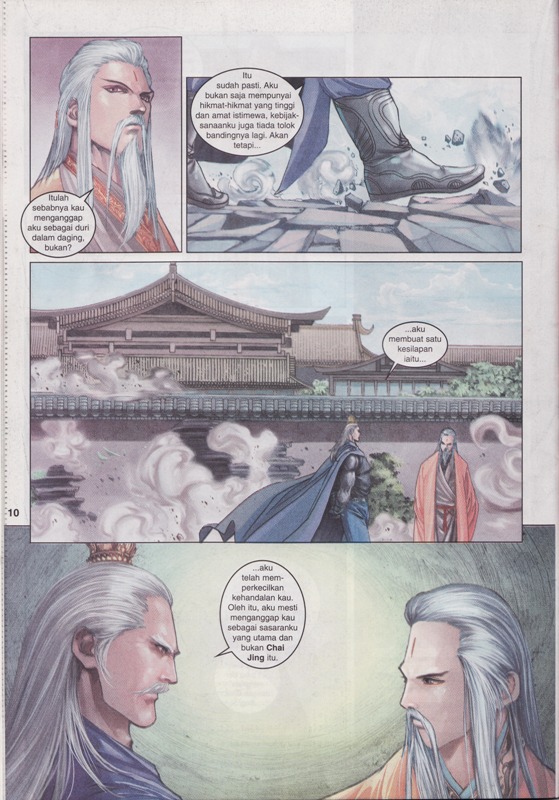 Itulah
sebabnya kau
menganggap
aku sebagai duri
dalam daging,
bukan?
Itu
sudah pasti. Aku
bukan saja mempunyai
hikmat-hikmat yang tinggi
dan amat istimewa, kebijak-
sanaanku juga tiada tolok
bandingnya lagi. Akan
tetapi...
...aku
membuat satu
kesilapan
iaitu...
10
...aku
telah mem-
perkecilkan
kehandalan kau.
Oleh itu, aku mesti
menganggap kau
sebagai sasaranku
yang utama dan
bukan Chai
Jing itu.